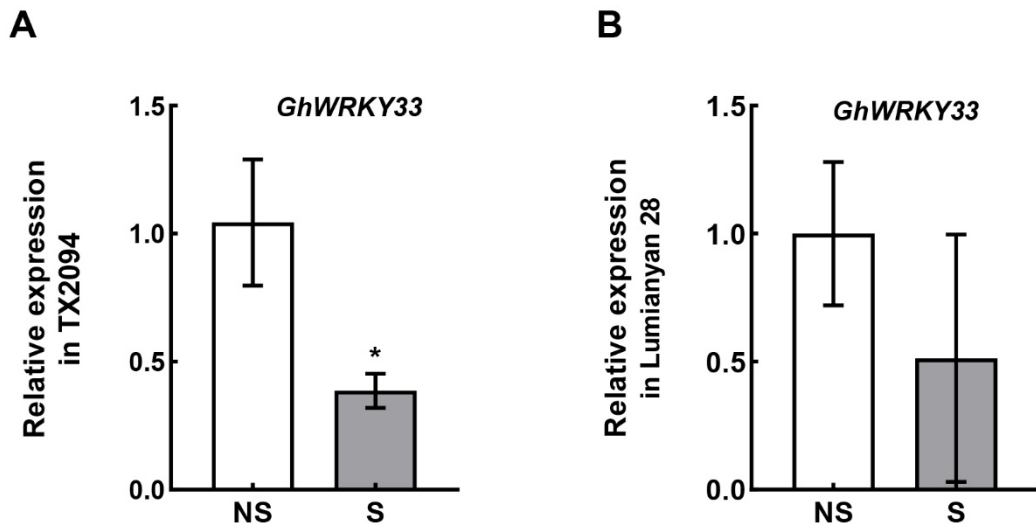 A
GhWRKY33
Relative expression
in TX2094
1.5
1.0
0.5
0.0
*
NS
S
B
GhWRKY33
Relative expression
in Lumianyan 28
1.5
1.0
0.5
0.0
NS
S